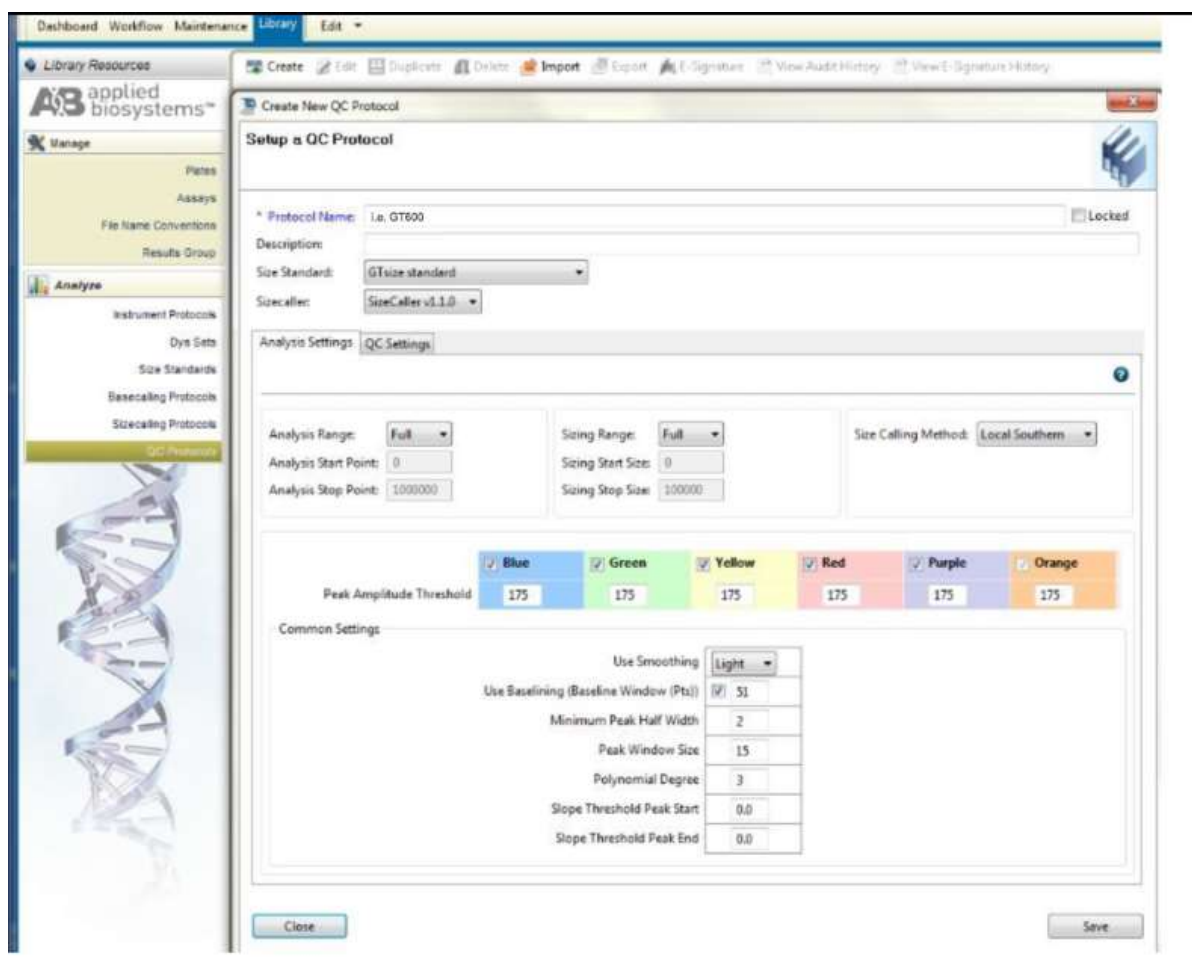 Dashboard Workflow Maintenance Library Edit
Library Resources
Create Edit Duplicate Delete Import Export E-Signature View Audit History View E-Signature History
AB applied
biosystems™
Create New QC Protocol
Setup a QC Protocol
Manage
Plates
Assays
File Name Conventions
Results Group
Analyze
Instrument Protocols
Dye Sets
Size Standards
Basecalling Protocols
Sizecalling Protocols
QC Protocols
* Protocol Name: i.e. GT600 Locked
Description:
Size Standard: GTsize standard
Sizecaller: SizeCaller v1.1.0
Analysis Settings QC Settings
Analysis Range: Full Sizing Range: Full Size Calling Method: Local Southern
Analysis Start Point: 0 Sizing Start Size: 0
Analysis Stop Point: 1000000 Sizing Stop Size: 100000
Blue Green Yellow Red Purple Orange
Peak Amplitude Threshold 175 175 175 175 175 175
Common Settings
Use Smoothing Light
Use Baselining (Baseline Window (Pts)) 51
Minimum Peak Half Width 2
Peak Window Size 15
Polynomial Degree 3
Slope Threshold Peak Start 0.0
Slope Threshold Peak End 0.0
Close Save